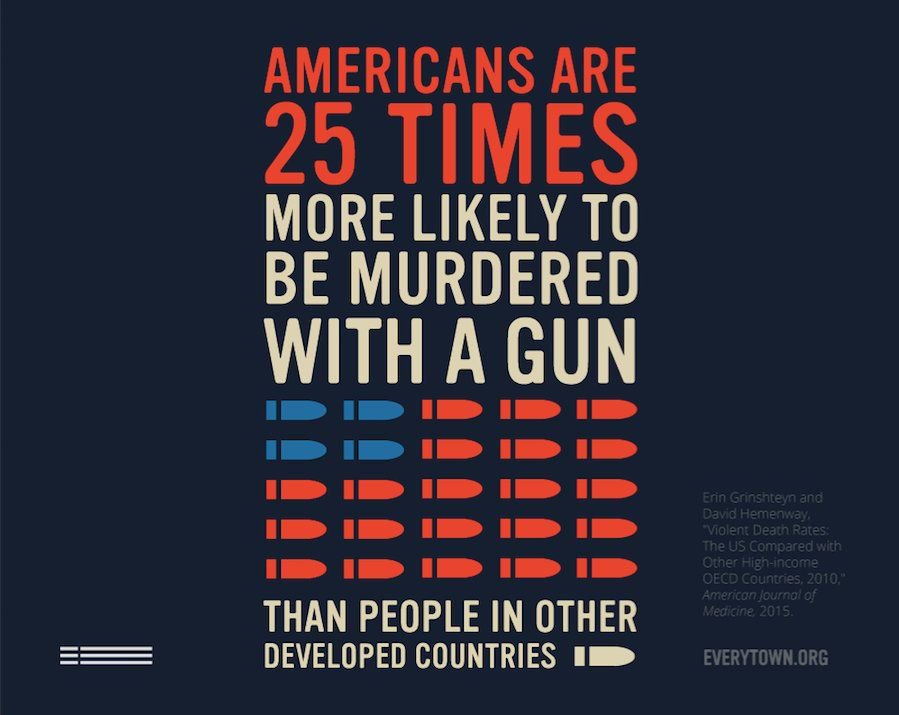 AMERICANS ARE
25 TIMES
MORE LIKELY TO
BE MURDERED
WITH A GUN
THAN PEOPLE IN OTHER
DEVELOPED COUNTRIES
Erin Grinshteyn and
David Hemenway,
"Violent Death Rates:
The US Compared with
Other High-income
OECD Countries, 2010,"
American Journal of
Medicine, 2015.
EVERYTOWN.ORG